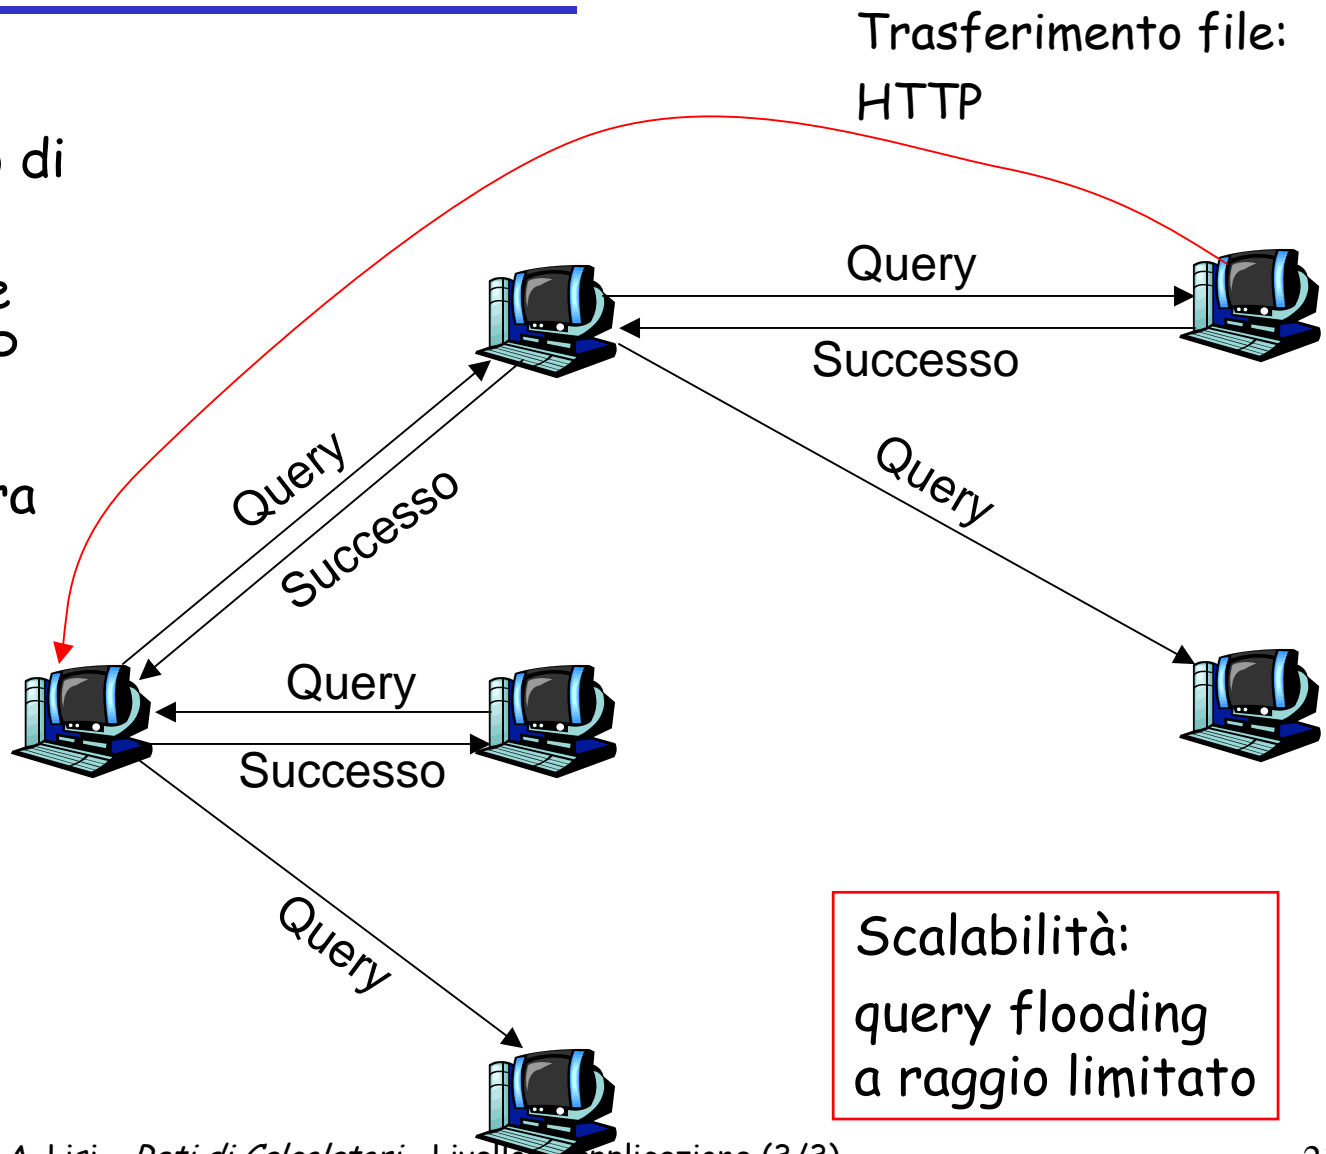 Trasferimento file:
HTTP
di
Query
Successo
Query
Successo
Query
Query
Successo
Query
Scalabilità:
query flooding
a raggio limitato